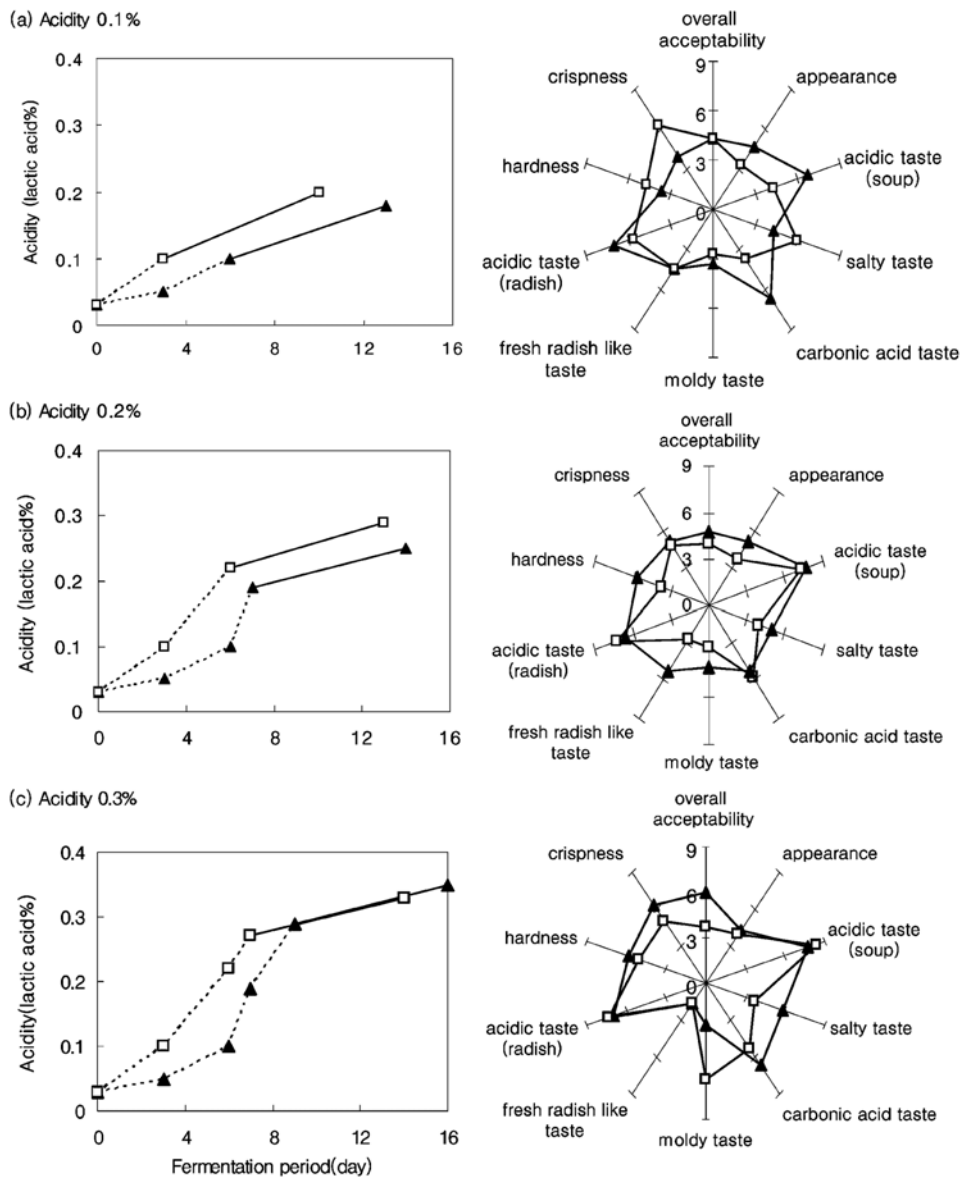 (a) Acidity 0.1%
Acidity (lactic acid%)
0.4
0.3
0.2
0.1
0
0
4
8
12
16
overall
acceptability
appearance
acidic taste
(soup)
salty taste
carbonic acid taste
moldy taste
fresh radish like
taste
acidic taste
(radish)
hardness
crispness
9
6
3
0
(b) Acidity 0.2%
Acidity (lactic acid%)
0.4
0.3
0.2
0.1
0
0
4
8
12
16
overall
acceptability
appearance
acidic taste
(soup)
salty taste
carbonic acid taste
moldy taste
fresh radish like
taste
acidic taste
(radish)
hardness
crispness
9
6
3
0
(c) Acidity 0.3%
Acidity(lactic acid%)
0.4
0.3
0.2
0.1
0
0
4
8
12
16
Fermentation period(day)
overall
acceptability
appearance
acidic taste
(soup)
salty taste
carbonic acid taste
moldy taste
fresh radish like
taste
acidic taste
(radish)
hardness
crispness
9
6
3
0